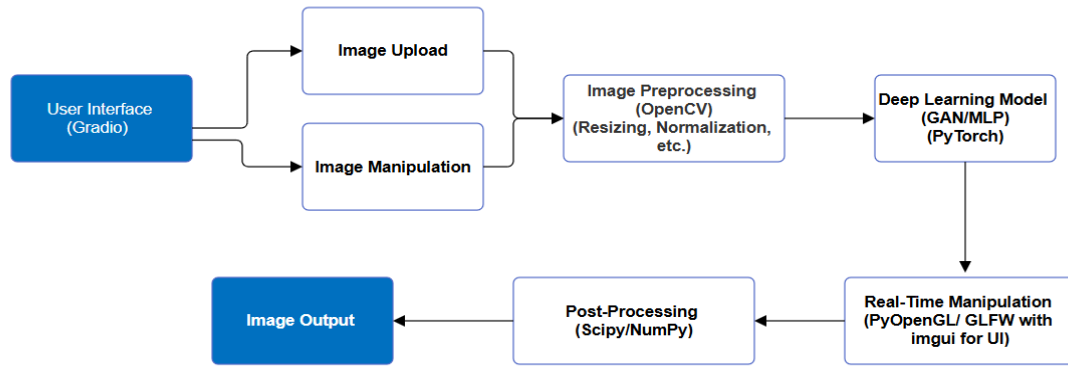 Image Upload
User Interface
(Gradio)
Image Manipulation
Image Preprocessing
(OpenCV)
(Resizing, Normalization,
etc.)
Deep Learning Model
(GAN/MLP)
(PyTorch)
Real-Time Manipulation
(PyOpenGL/ GLFW with
imgui for UI)
Post-Processing
(Scipy/NumPy)
Image Output